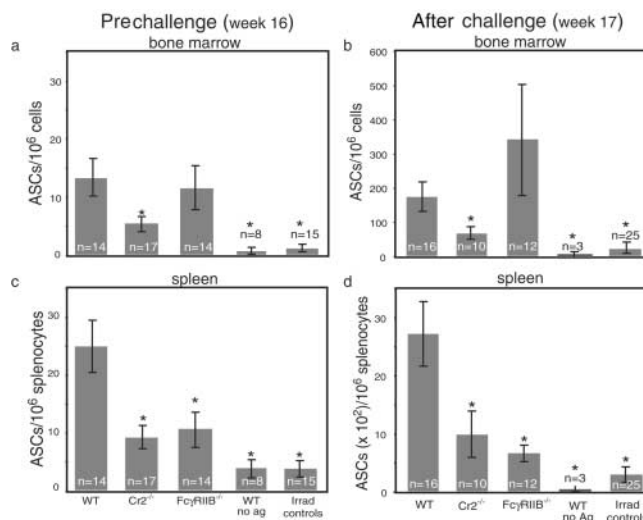 Prechallenge (week 16)
After challenge (week 17)
a
bone marrow
ASCs/10⁶ cells
30
20
10
0
n=14
n=17
*
n=14
*
n=8
*
n=15
b
bone marrow
ASCs/10⁶ cells
600
500
400
300
200
100
0
n=16
*
n=10
n=12
*
n=3
*
n=25
c
spleen
ASCs/10⁶ splenocytes
30
20
10
0
n=14
*
n=17
*
n=14
*
n=8
*
n=15
WT
Cr2⁻/⁻
FcγRIIB⁻/⁻
WT
no ag
Irrad
controls
d
spleen
ASCs (x 10²)/10⁶ splenocytes
30
20
10
0
n=16
*
n=10
*
n=12
*
n=3
*
n=25
WT
Cr2⁻/⁻
FcγRIIB⁻/⁻
WT
no Ag
Irrad
controls